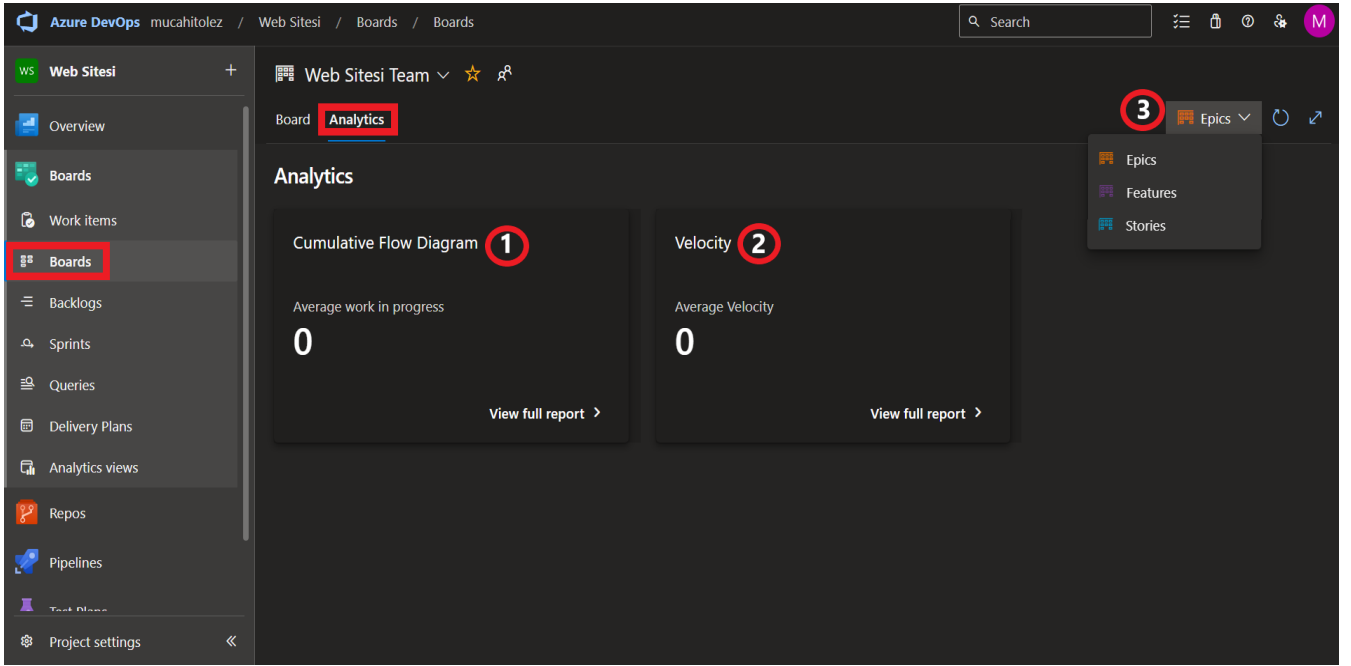 Azure DevOps mucahitolez / Web Sitesi / Boards / Boards
Search
M
WS Web Sitesi +
Web Sitesi Team
Overview
Board Analytics
3 Epics
Epics
Features
Stories
Boards
Work items
Boards
Backlogs
Sprints
Queries
Delivery Plans
Analytics views
Repos
Pipelines
Test Plans
Project settings
Analytics
Cumulative Flow Diagram 1
Average work in progress
0
View full report >
Velocity 2
Average Velocity
0
View full report >